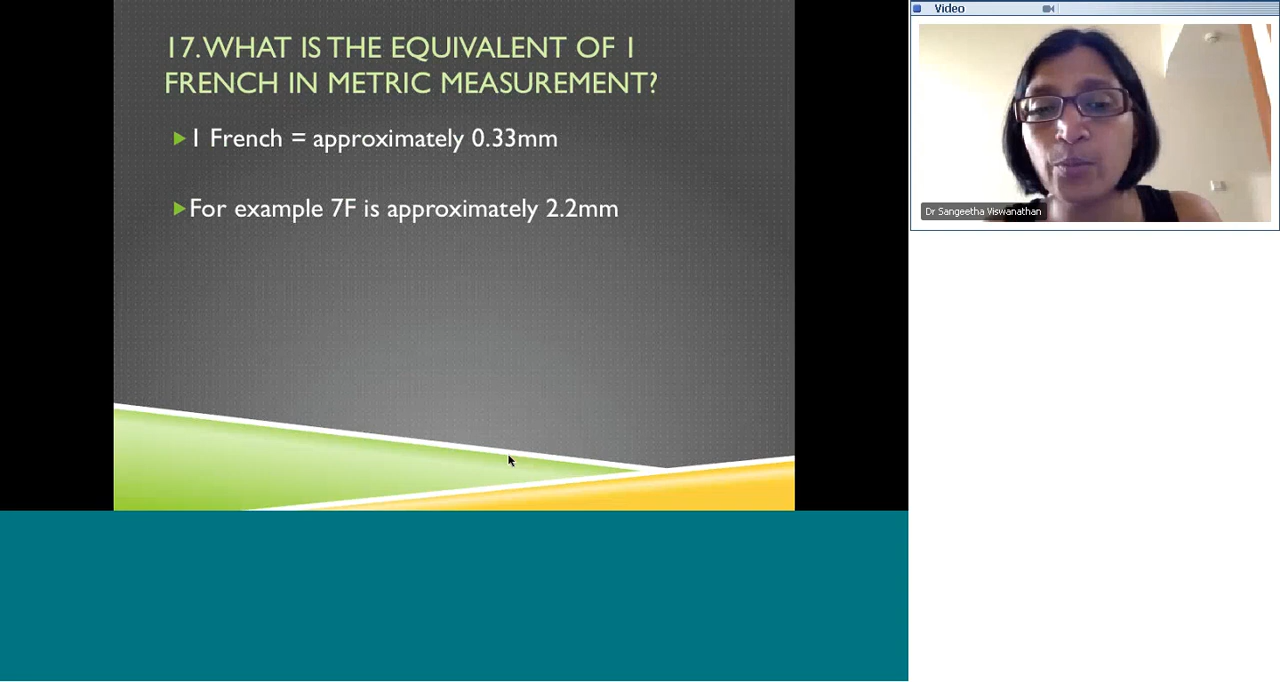 17. WHAT IS THE EQUIVALENT OF 1
FRENCH IN METRIC MEASUREMENT?
1 French = approximately 0.33mm
For example 7F is approximately 2.2mm
Video
Dr Sangeetha Viswanathan